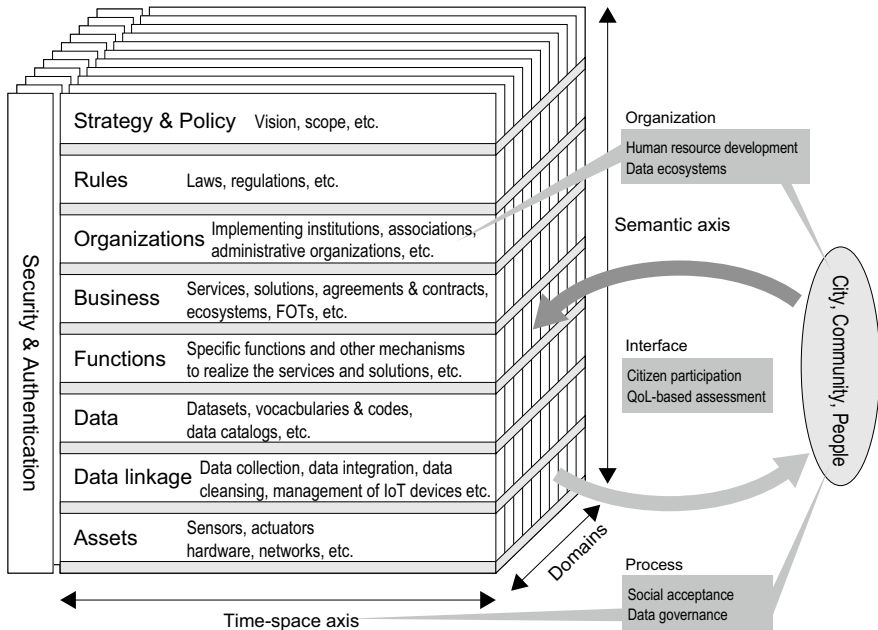 Security & Authentication
Strategy & Policy Vision, scope, etc.
Rules Laws, regulations, etc.
Organizations Implementing institutions, associations,
administrative organizations, etc.
Business Services, solutions, agreements & contracts,
ecosystems, FOTs, etc.
Functions Specific functions and other mechanisms
to realize the services and solutions, etc.
Data Datasets, vocacbularies & codes,
data catalogs, etc.
Data linkage Data collection, data integration, data
cleansing, management of IoT devices etc.
Assets Sensors, actuators
hardware, networks, etc.
Time-space axis
Domains
Semantic axis
Organization
Human resource development
Data ecosystems
Interface
Citizen participation
QoL-based assessment
Process
Social acceptance
Data governance
City, Community, People